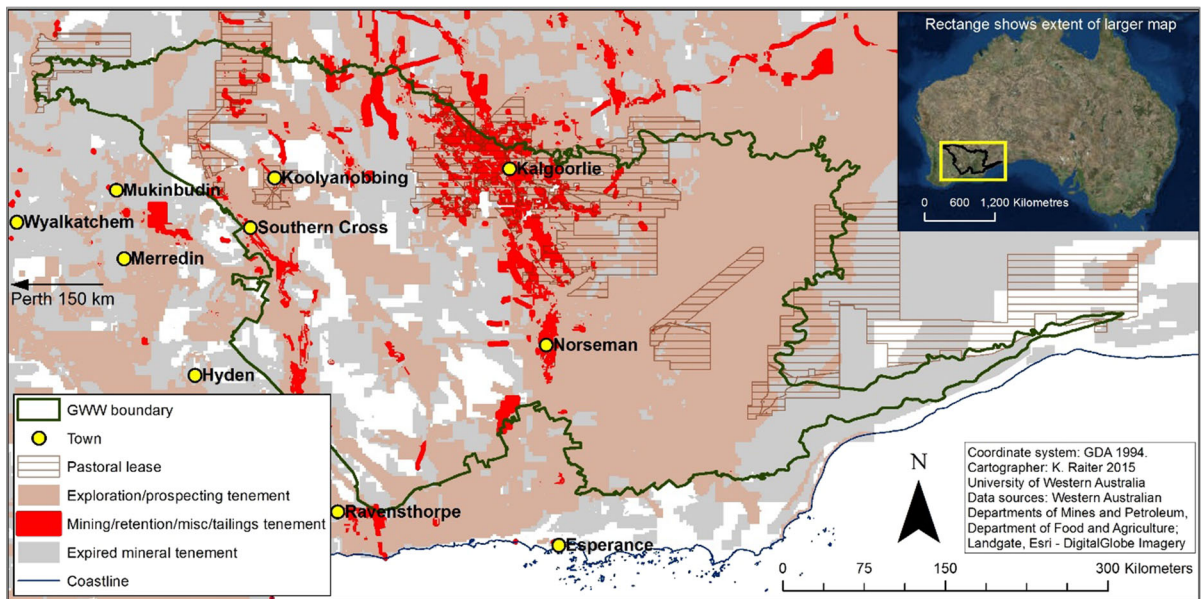 Rectange shows extent of larger map
0 600 1,200 Kilometres
Kalgoorlie
Koolyanobbing
Mukinbudin
Wyalkatchem
Southern Cross
Merredin
Perth 150 km
Norseman
Hyden
GWW boundary
Town
Pastoral lease
Exploration/prospecting tenement
Mining/retention/misc/tailings tenement
Expired mineral tenement
Coastline
Ravensthorpe
Esperance
N
Coordinate system: GDA 1994.
Cartographer: K. Raiter 2015
University of Western Australia
Data sources: Western Australian
Departments of Mines and Petroleum,
Department of Food and Agriculture;
Landgate, Esri - DigitalGlobe Imagery
0 75 150 300 Kilometers